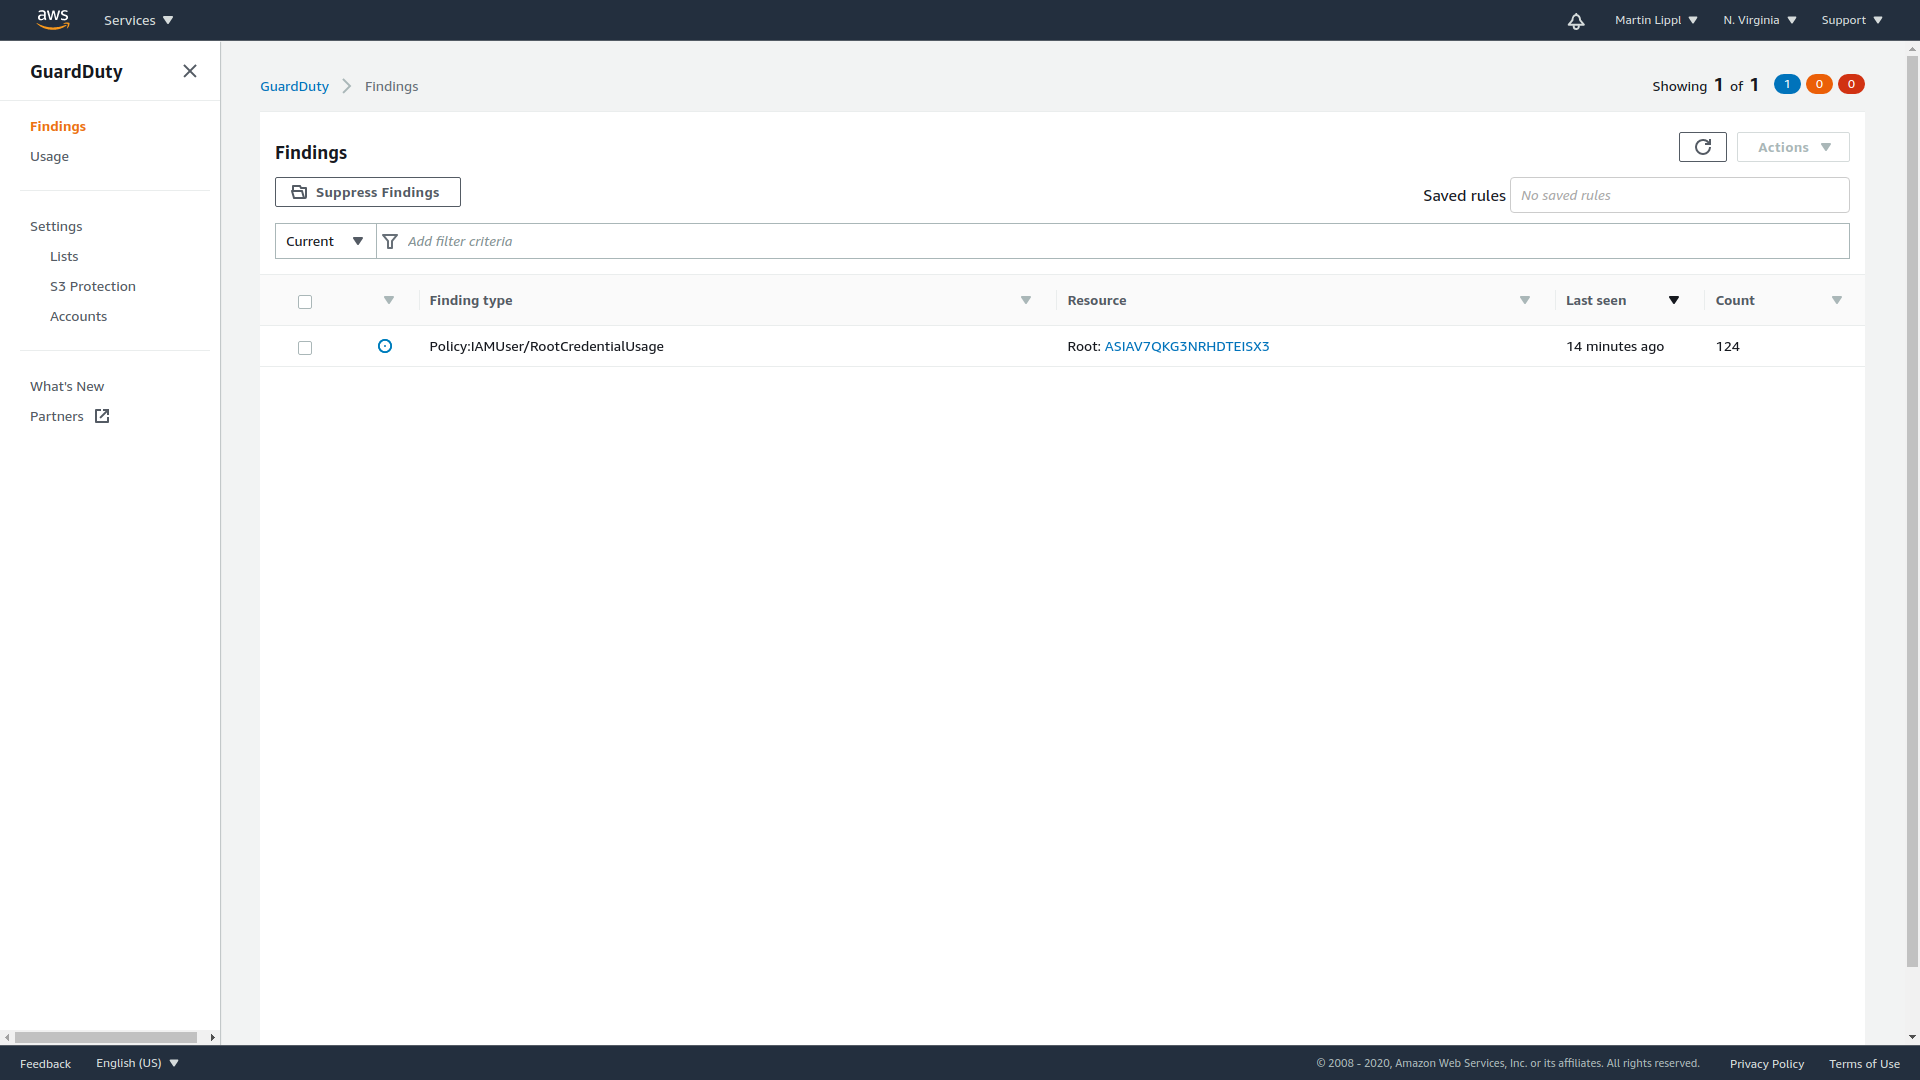 aws Services Martin Lippl N. Virginia Support
GuardDuty
Findings
Usage
Settings
Lists
S3 Protection
Accounts
What's New
Partners
GuardDuty Findings
Showing 1 of 1 1 0 0
Findings
Actions
Suppress Findings
Saved rules No saved rules
Current Add filter criteria
Finding type Resource Last seen Count
Policy:IAMUser/RootCredentialUsage Root: ASIAV7QKG3NRHDTEISX3 14 minutes ago 124
Feedback English (US) © 2008 - 2020, Amazon Web Services, Inc. or its affiliates. All rights reserved. Privacy Policy Terms of Use